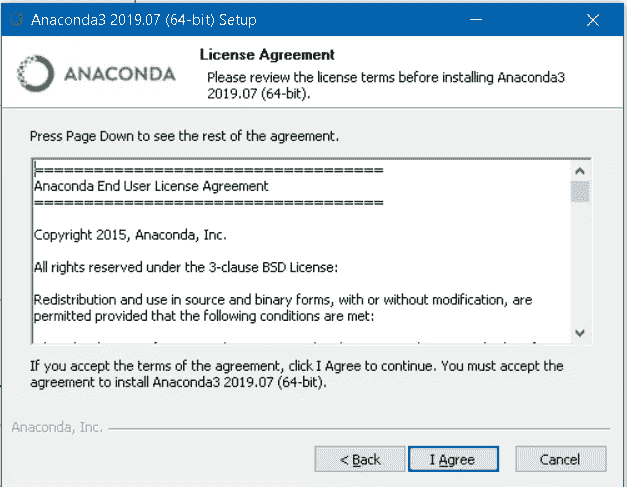 Anaconda3 2019.07 (64-bit) Setup
License Agreement
ANACONDA
Please review the license terms before installing Anaconda3
2019.07 (64-bit).
Press Page Down to see the rest of the agreement.
===================================
Anaconda End User License Agreement
===================================
Copyright 2015, Anaconda, Inc.
All rights reserved under the 3-clause BSD License:
Redistribution and use in source and binary forms, with or without modification, are
permitted provided that the following conditions are met:
If you accept the terms of the agreement, click I Agree to continue. You must accept the
agreement to install Anaconda3 2019.07 (64-bit).
Anaconda, Inc.
< Back
I Agree
Cancel